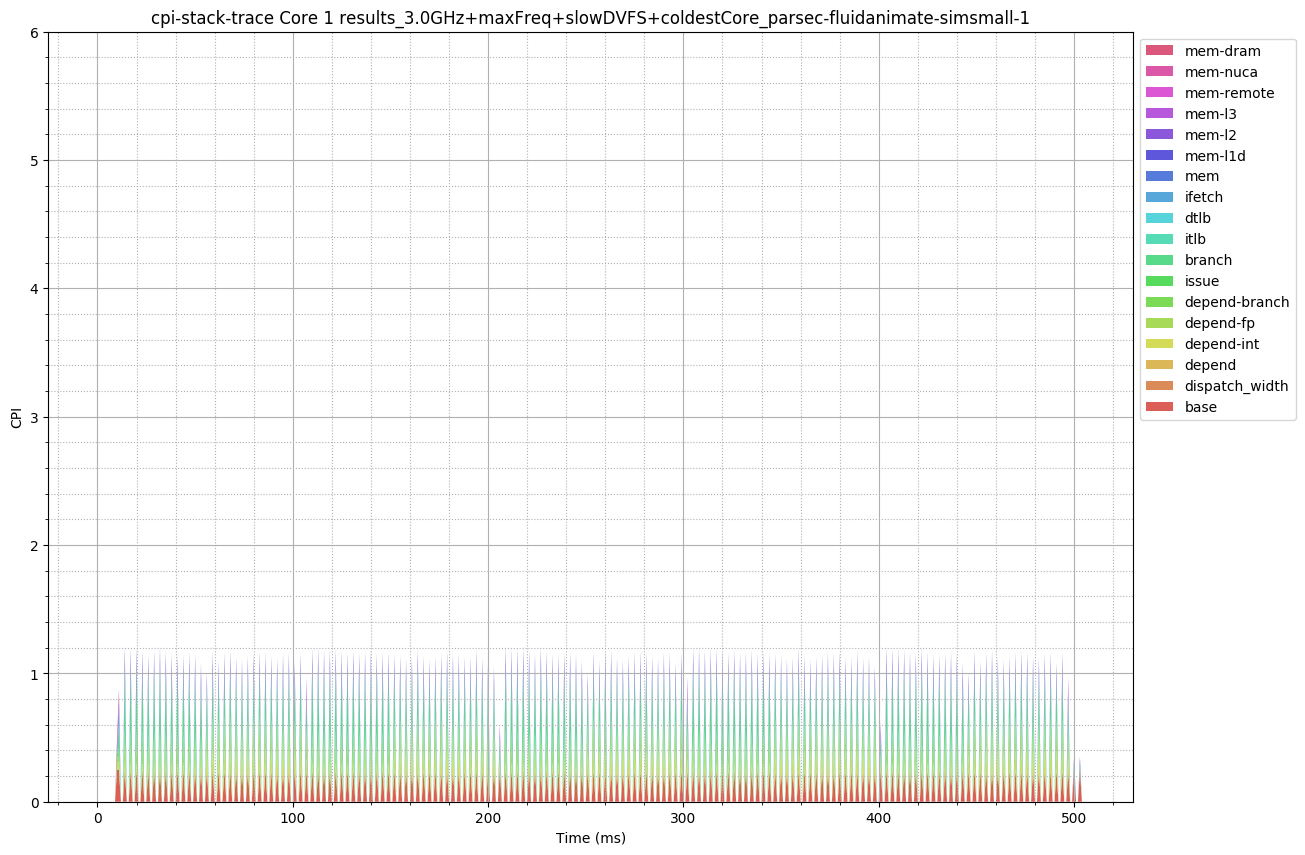 cpi-stack-trace Core 1 results_3.0GHz+maxFreq+slowDVFS+coldestCore_parsec-fluidanimate-simsmall-1
6
5
4
3
2
1
0
CPI
0 100 200 300 400 500
Time (ms)
mem-dram
mem-nuca
mem-remote
mem-l3
mem-l2
mem-l1d
mem
ifetch
dtlb
itlb
branch
issue
depend-branch
depend-fp
depend-int
depend
dispatch_width
base